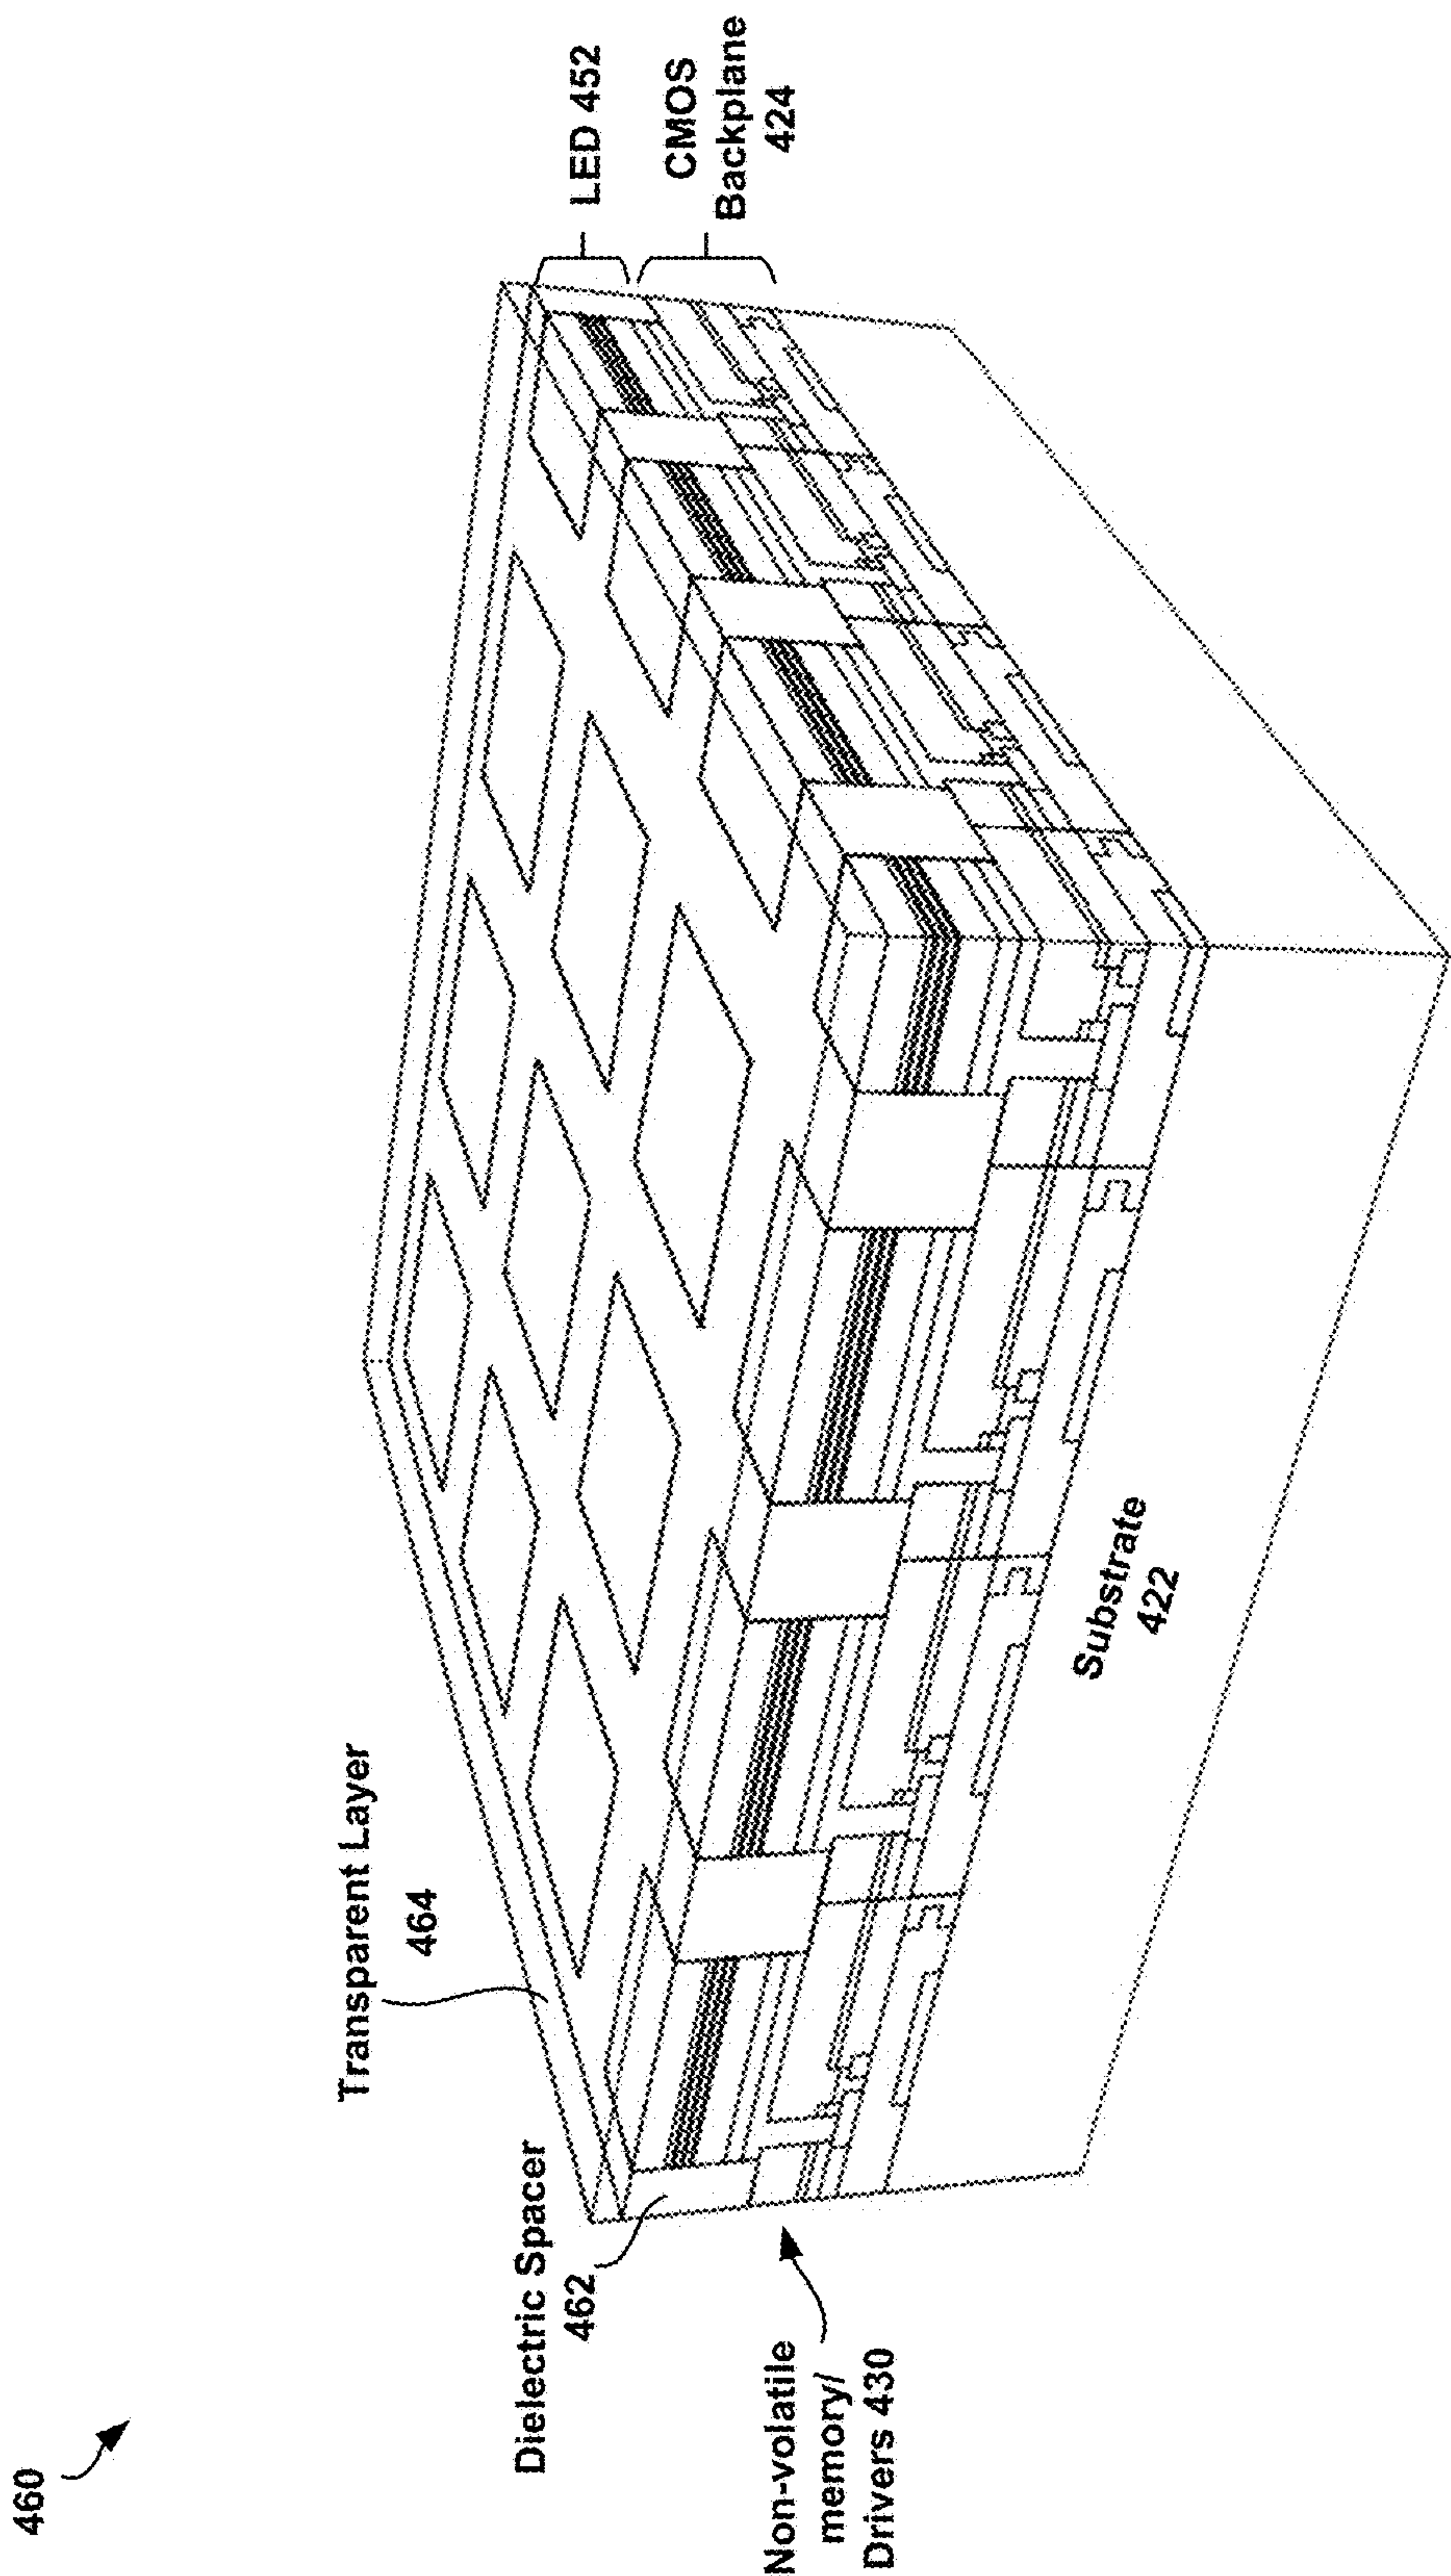 460
Transparent Layer
464
Dielectric Spacer
462
Non-volatile
memory/
Drivers 430
LED 452
CMOS
Backplane
424
Substrate
422